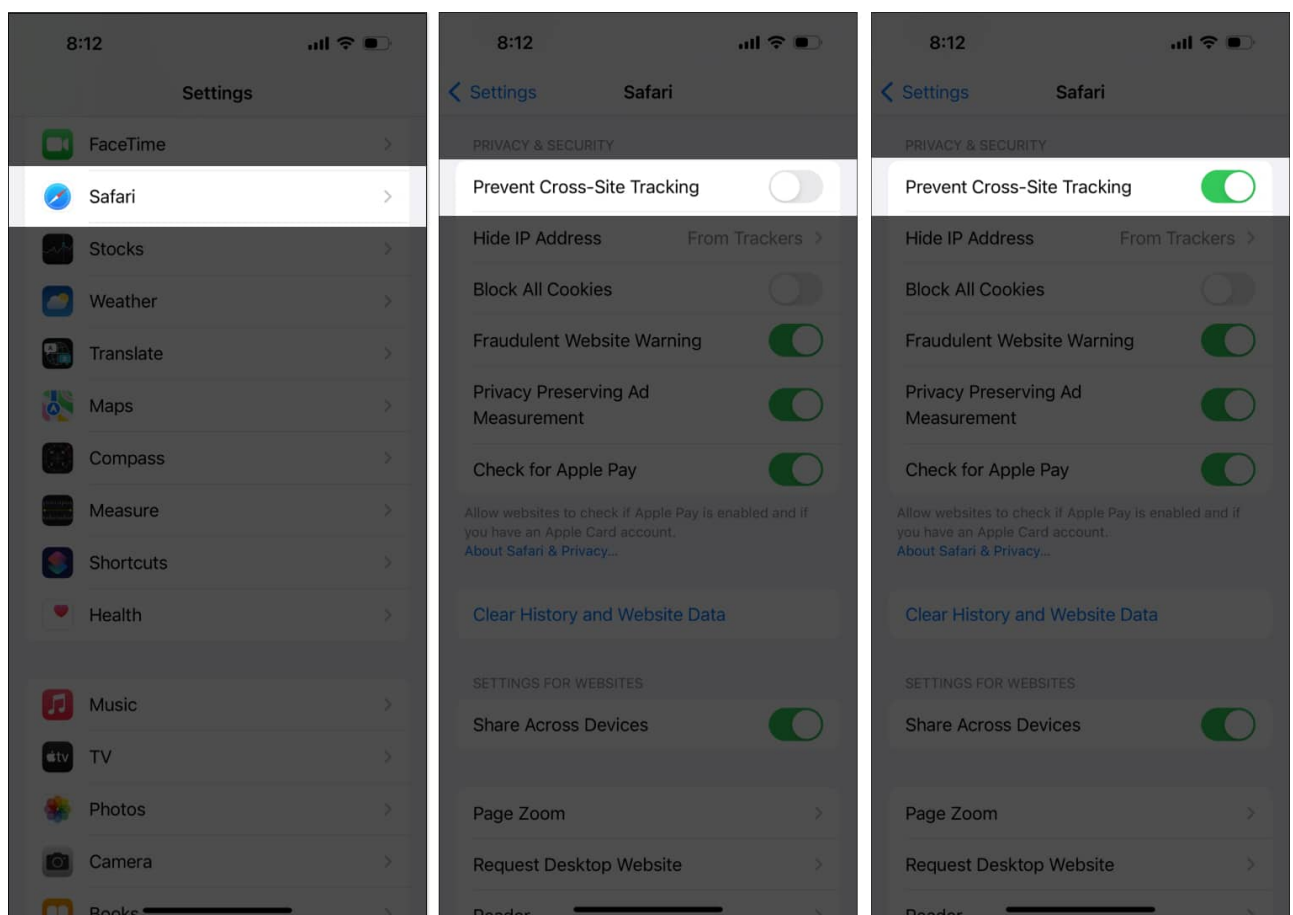 8:12
Settings
FaceTime
Safari
Stocks
Weather
Translate
Maps
Compass
Measure
Shortcuts
Health
Music
tv
TV
Photos
Camera
Books
8:12
Settings
Safari
PRIVACY & SECURITY
Prevent Cross-Site Tracking
Hide IP Address From Trackers
Block All Cookies
Fraudulent Website Warning
Privacy Preserving Ad
Measurement
Check for Apple Pay
Allow websites to check if Apple Pay is enabled and if
you have an Apple Card account.
About Safari & Privacy...
Clear History and Website Data
SETTINGS FOR WEBSITES
Share Across Devices
Page Zoom
Request Desktop Website
Reader
8:12
Settings
Safari
PRIVACY & SECURITY
Prevent Cross-Site Tracking
Hide IP Address From Trackers
Block All Cookies
Fraudulent Website Warning
Privacy Preserving Ad
Measurement
Check for Apple Pay
Allow websites to check if Apple Pay is enabled and if
you have an Apple Card account.
About Safari & Privacy...
Clear History and Website Data
SETTINGS FOR WEBSITES
Share Across Devices
Page Zoom
Request Desktop Website
Reader